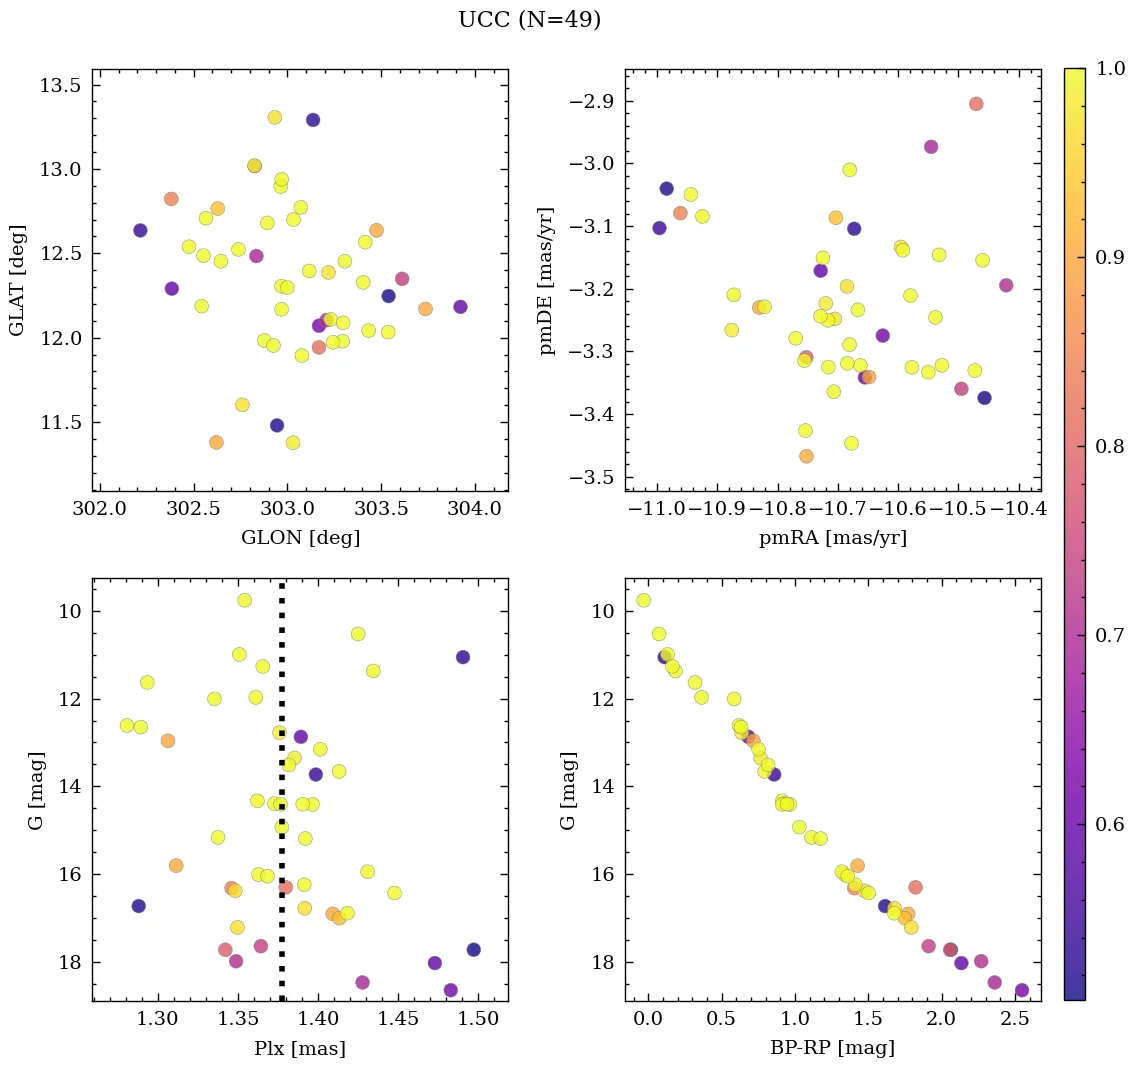 UCC (N=49)
13.5
13.0
12.5
12.0
11.5
GLAT [deg]
302.0 302.5 303.0 303.5 304.0
GLON [deg]
−2.9
−3.0
−3.1
−3.2
−3.3
−3.4
−3.5
pmDE [mas/yr]
−11.0 −10.9 −10.8 −10.7 −10.6 −10.5 −10.4
pmRA [mas/yr]
10
12
14
16
18
G [mag]
1.30 1.35 1.40 1.45 1.50
Plx [mas]
10
12
14
16
18
G [mag]
0.0 0.5 1.0 1.5 2.0 2.5
BP-RP [mag]
1.0
0.9
0.8
0.7
0.6